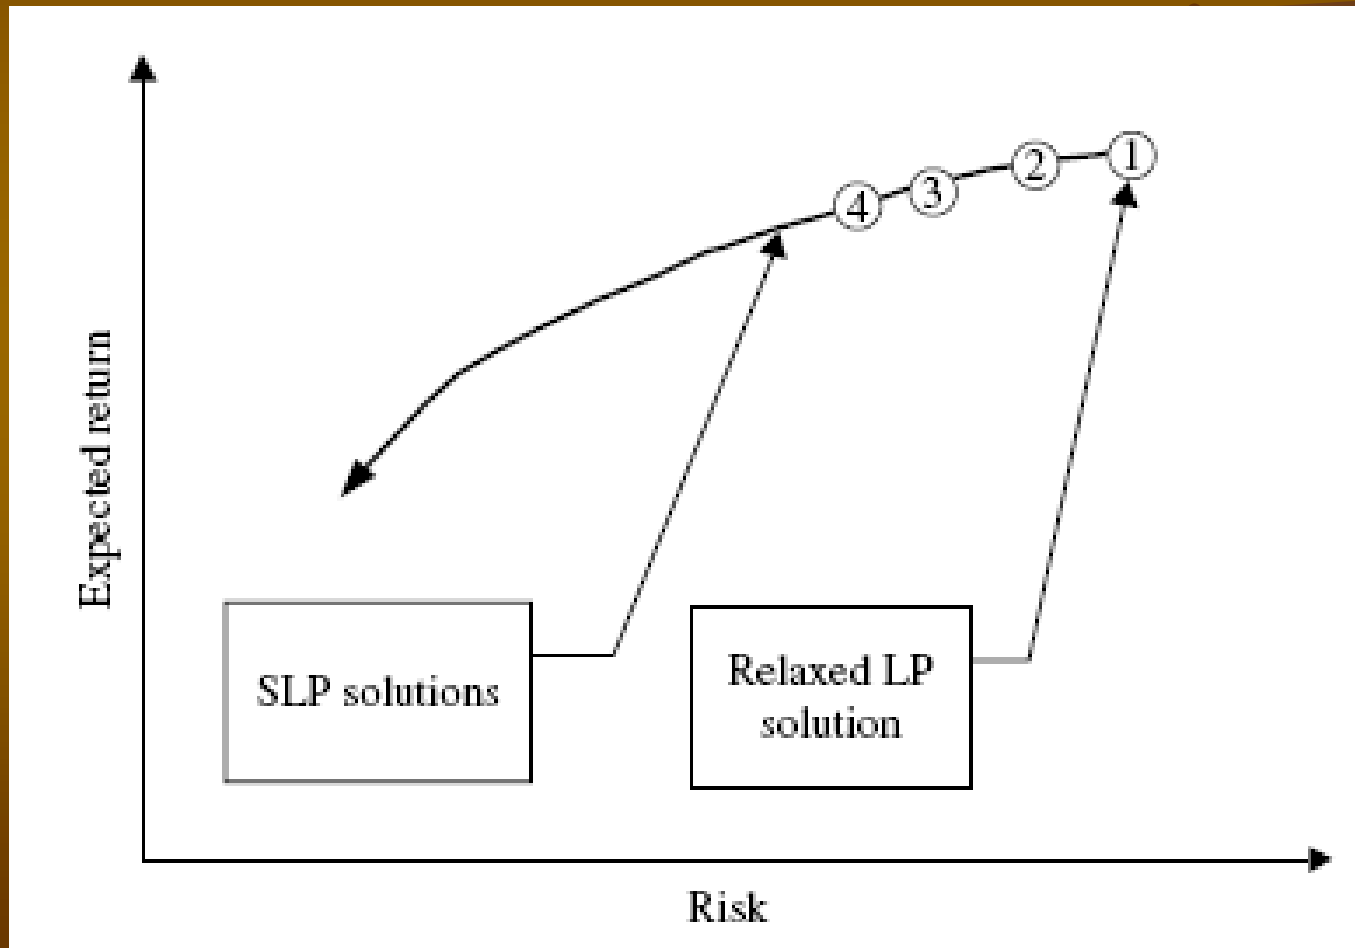 4
3
2
1
Expected return
SLP solutions
Relaxed LP
solution
Risk